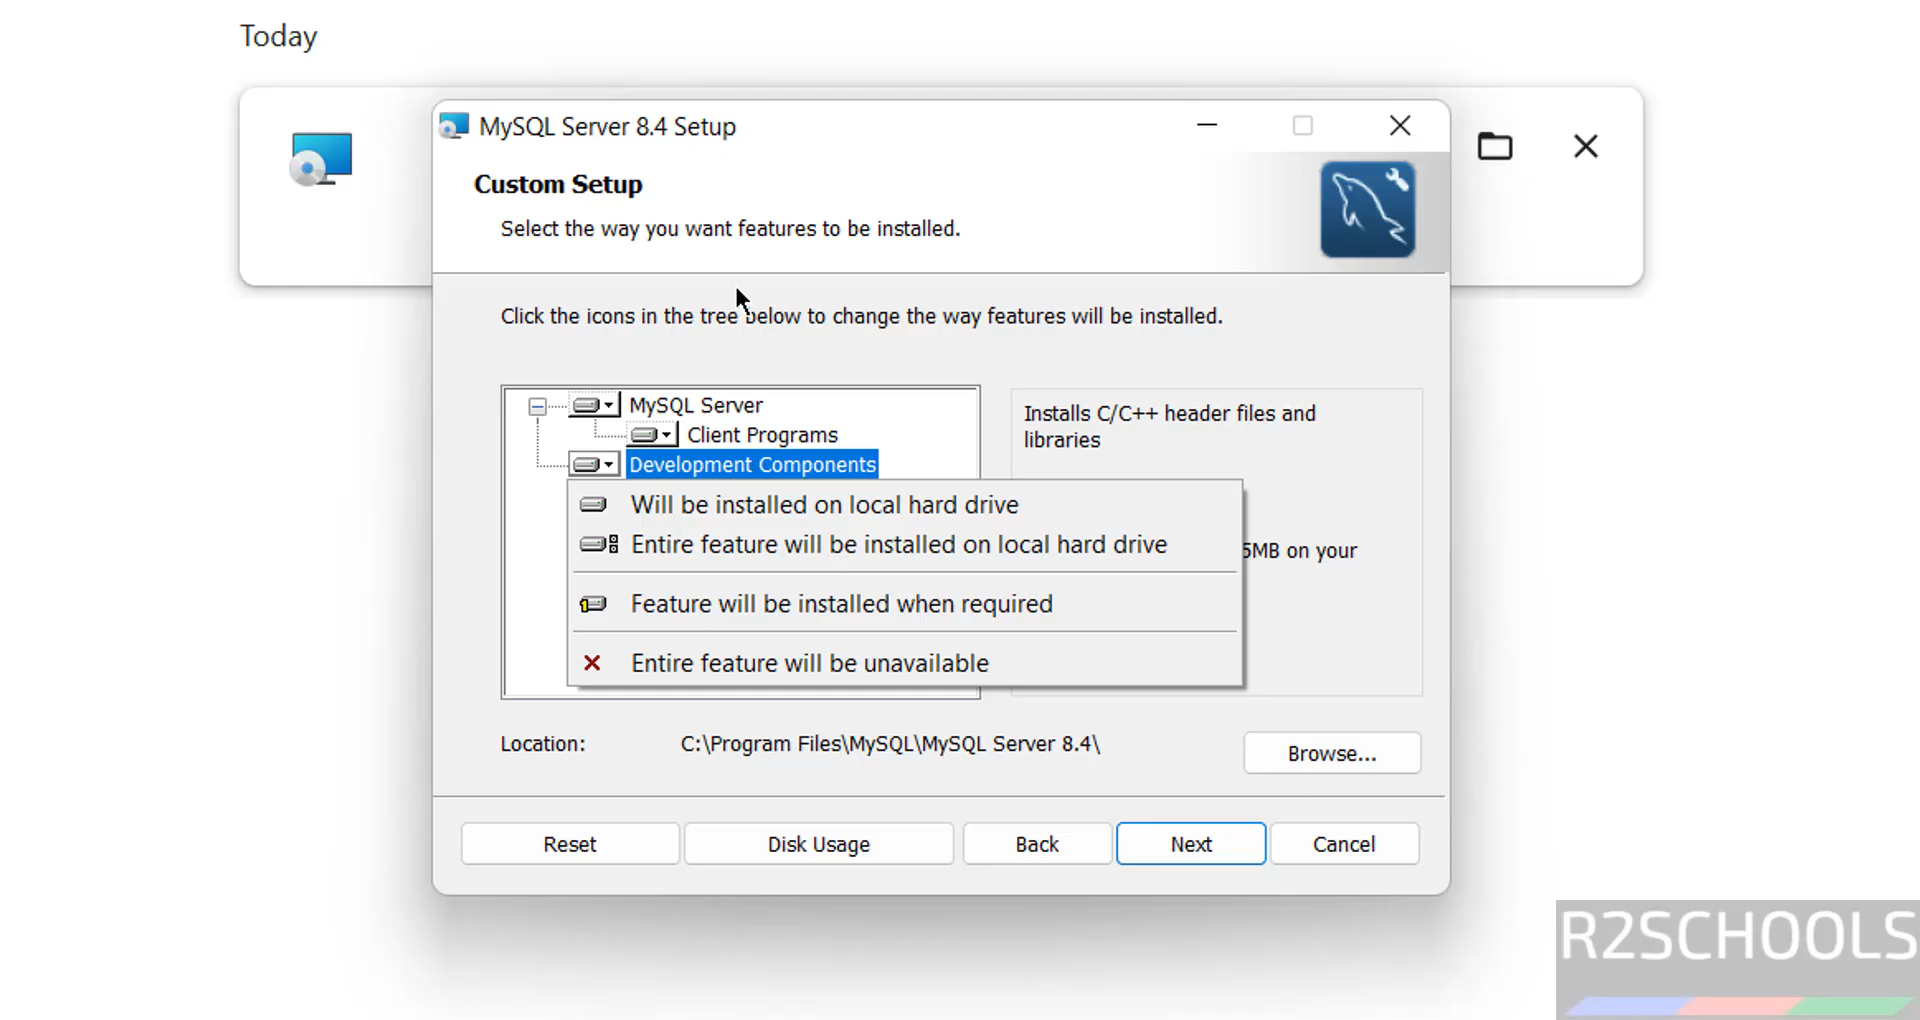 Today
MySQL Server 8.4 Setup
Custom Setup
Select the way you want features to be installed.
Click the icons in the tree below to change the way features will be installed.
MySQL Server
Client Programs
Development Components
Installs C/C++ header files and
libraries
Will be installed on local hard drive
Entire feature will be installed on local hard drive
5MB on your
Feature will be installed when required
Entire feature will be unavailable
Location:
C:\Program Files\MySQL\MySQL Server 8.4\
Browse...
Reset
Disk Usage
Back
Next
Cancel
R2SCHOOLS